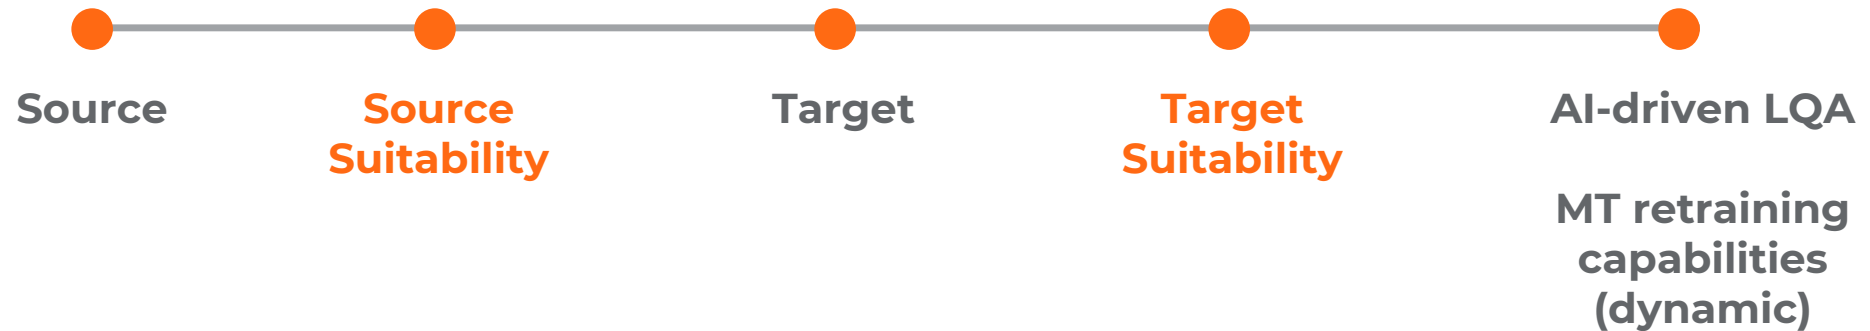 Source
Source
Suitability
Target
Target
Suitability
AI-driven LQA
MT retraining
capabilities
(dynamic)